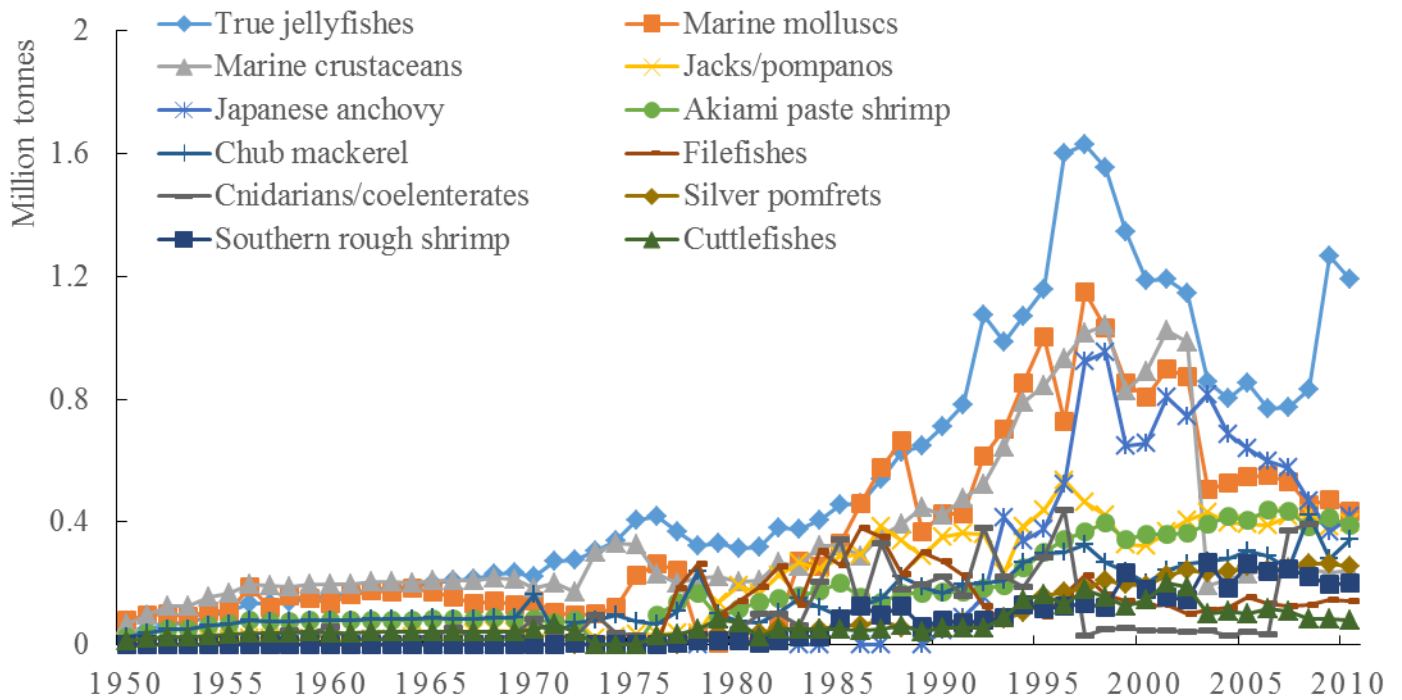 Million tonnes
2
1.6
1.2
0.8
0.4
0
True jellyfishes
Marine molluscs
Marine crustaceans
Jacks/pompanos
Japanese anchovy
Akiami paste shrimp
Chub mackerel
Filefishes
Cnidarians/coelenterates
Silver pomfrets
Southern rough shrimp
Cuttlefishes
1950 1955 1960 1965 1970 1975 1980 1985 1990 1995 2000 2005 2010